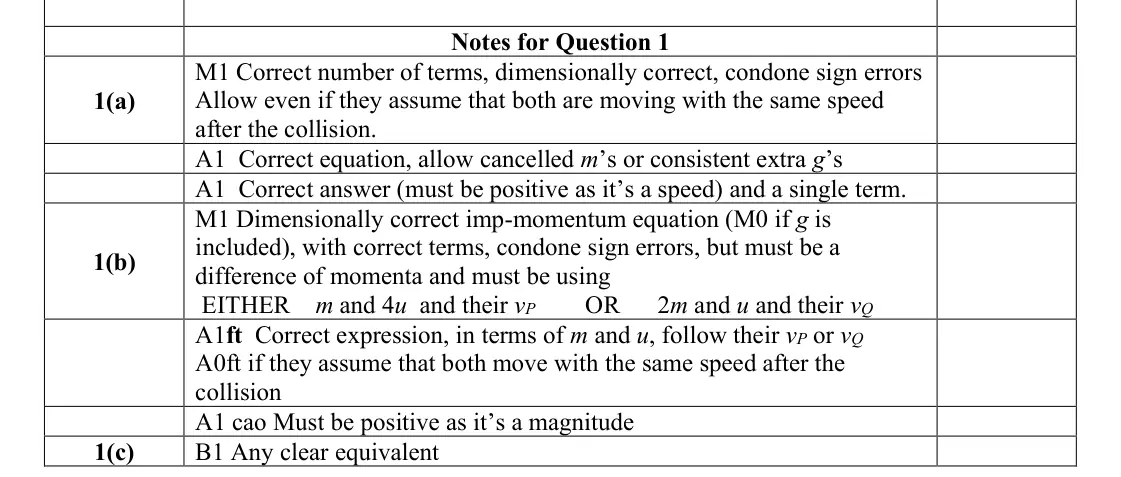 Notes for Question 1
1(a)
M1 Correct number of terms, dimensionally correct, condone sign errors
Allow even if they assume that both are moving with the same speed
after the collision.
A1 Correct equation, allow cancelled m’s or consistent extra g’s
A1 Correct answer (must be positive as it’s a speed) and a single term.
1(b)
M1 Dimensionally correct imp-momentum equation (M0 if g is
included), with correct terms, condone sign errors, but must be a
difference of momenta and must be using
EITHER m and 4u and their vP OR 2m and u and their vQ
A1ft Correct expression, in terms of m and u, follow their vP or vQ
A0ft if they assume that both move with the same speed after the
collision
A1 cao Must be positive as it’s a magnitude
1(c)
B1 Any clear equivalent